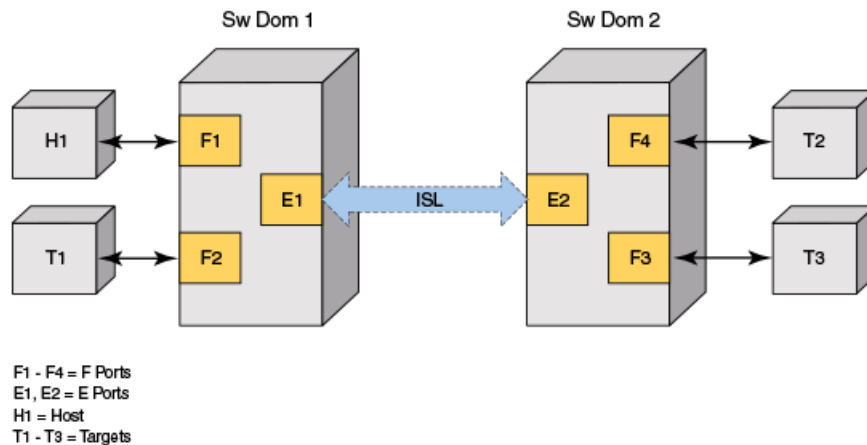 Sw Dom 1
Sw Dom 2
H1
F1
F4
T2
E1
ISL
E2
T1
F2
F3
T3
F1 - F4 = F Ports
E1, E2 = E Ports
H1 = Host
T1 - T3 = Targets